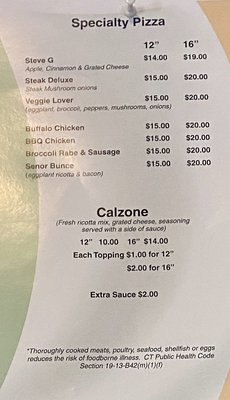 Specialty Pizza
12" 16"
Steve G $14.00 $19.00
Apple, Cinnamon & Grated Cheese
Steak Deluxe $15.00 $20.00
Steak Mushroom onions
Veggie Lover $15.00 $20.00
(eggplant, broccoli, peppers, mushrooms, onions)
Buffalo Chicken $15.00 $20.00
BBQ Chicken $15.00 $20.00
Broccoli Rabe & Sausage $15.00 $20.00
Senor Bunce $15.00 $20.00
(eggplant ricotta & bacon)
Calzone
(Fresh ricotta mix, grated cheese, seasoning
served with a side of sauce)
12" 10.00 16" $14.00
Each Topping $1.00 for 12"
$2.00 for 16"
Extra Sauce $2.00
*Thoroughly cooked meats, poultry, seafood, shellfish or eggs
reduces the risk of foodborne illness. CT Public Health Code
Section 19-13-B42(m)(1)(f)